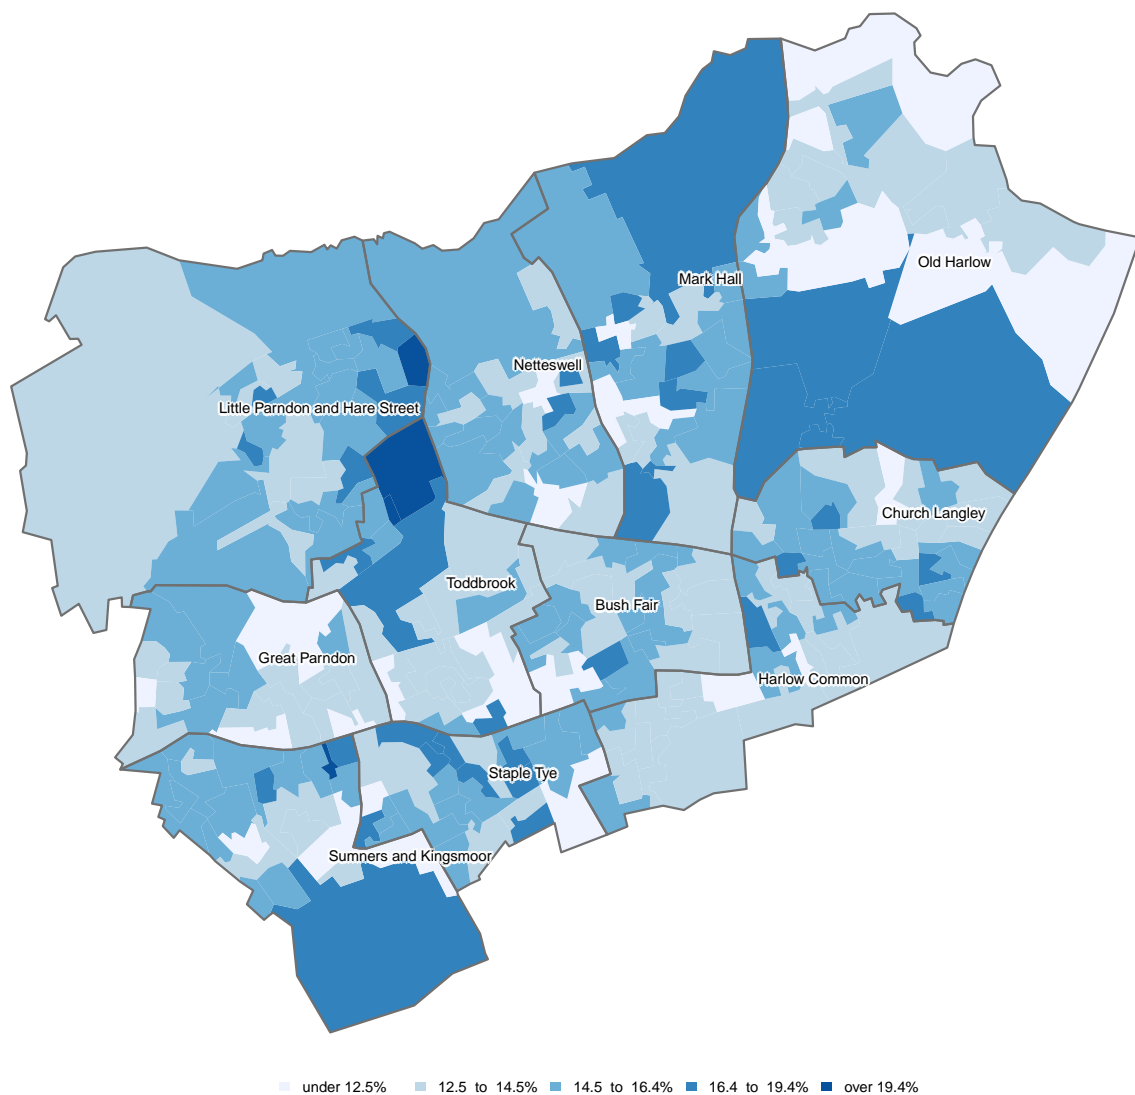 Old Harlow
Mark Hall
Netteswell
Little Parndon and Hare Street
Church Langley
Toddbrook
Bush Fair
Great Parndon
Harlow Common
Staple Tye
Sumners and Kingsmoor
under 12.5% 12.5 to 14.5% 14.5 to 16.4% 16.4 to 19.4% over 19.4%